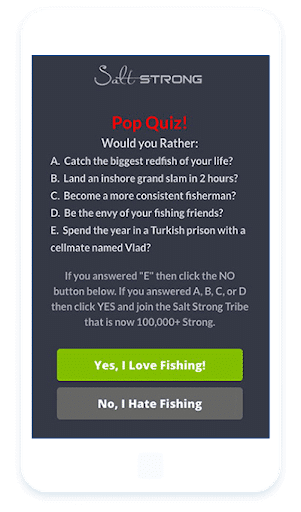 Salt STRONG
Pop Quiz!
Would you Rather:
A. Catch the biggest redfish of your life?
B. Land an inshore grand slam in 2 hours?
C. Become a more consistent fisherman?
D. Be the envy of your fishing friends?
E. Spend the year in a Turkish prison with a
cellmate named Vlad?
If you answered "E" then click the NO
button below. If you answered A, B, C, or D
then click YES and join the Salt Strong Tribe
that is now 100,000+ Strong.
Yes, I Love Fishing!
No, I Hate Fishing